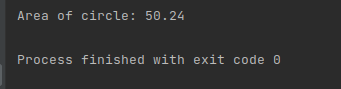 Area of circle: 50.24
Process finished with exit code 0